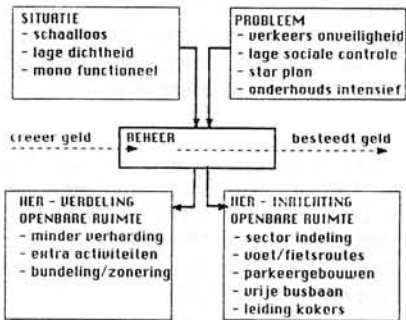 SITUATIE
- schaalloos
- lage dichtheid
- mono functioneel
PROBLEEM
- verkeers onveiligheid
- lage sociale controle
- star plan
- onderhouds intensief
creeer geld
BEHEER
besteedt geld
HER - VERDELING
OPENBARE RUIMTE
- minder verharding
- extra activiteiten
- bundeling/zonering
HER - INRICHTING
OPENBARE RUIMTE
- sector indeling
- voet/fietsroutes
- parkeergebouwen
- vrije busbaan
- leiding kokers